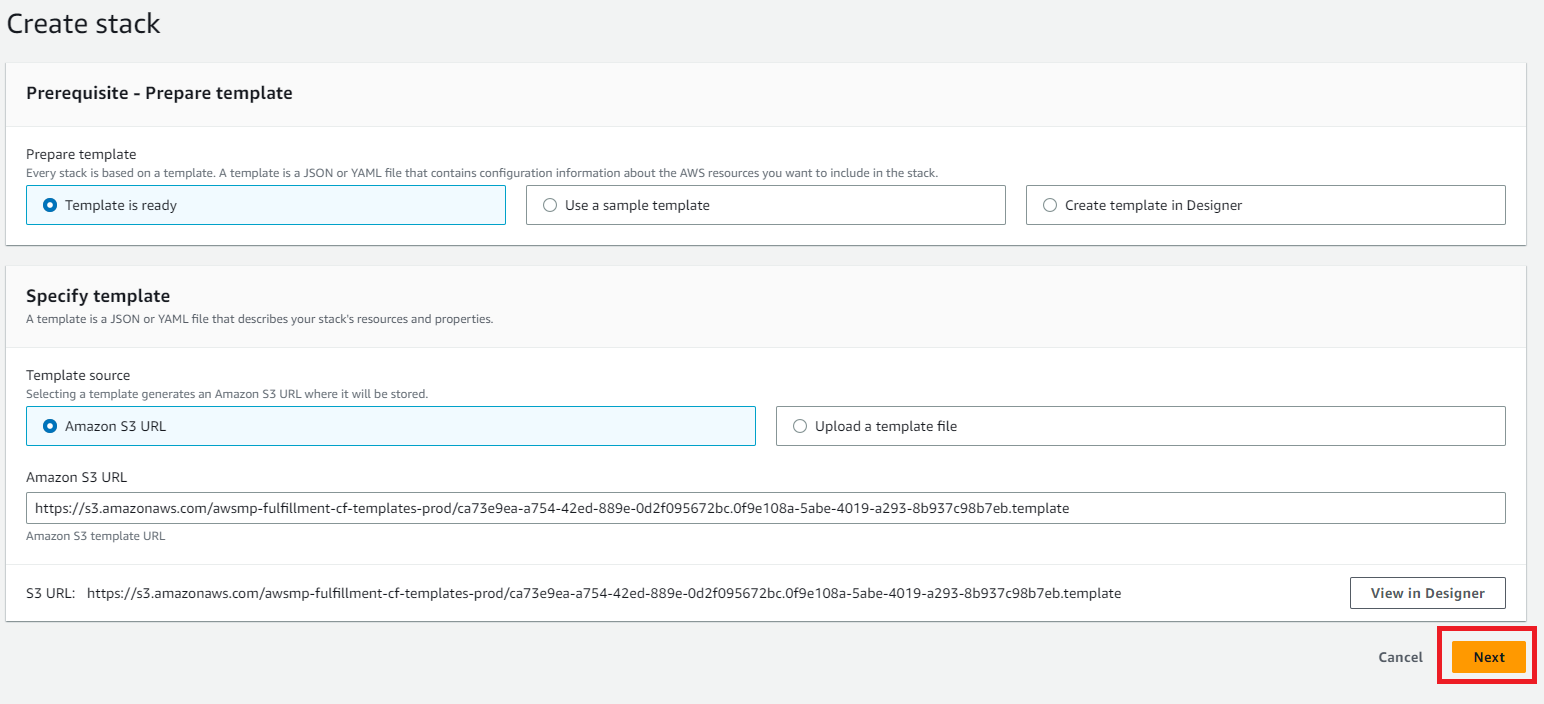 Create stack
Prerequisite - Prepare template
Prepare template
Every stack is based on a template. A template is a JSON or YAML file that contains configuration information about the AWS resources you want to include in the stack.
Template is ready
Use a sample template
Create template in Designer
Specify template
A template is a JSON or YAML file that describes your stack's resources and properties.
Template source
Selecting a template generates an Amazon S3 URL where it will be stored.
Amazon S3 URL
Upload a template file
Amazon S3 URL
https://s3.amazonaws.com/awsmp-fulfillment-cf-templates-prod/ca73e9ea-a754-42ed-889e-0d2f095672bc.0f9e108a-5abe-4019-a293-8b937c98b7eb.template
Amazon S3 template URL
S3 URL: https://s3.amazonaws.com/awsmp-fulfillment-cf-templates-prod/ca73e9ea-a754-42ed-889e-0d2f095672bc.0f9e108a-5abe-4019-a293-8b937c98b7eb.template
View in Designer
Cancel
Next